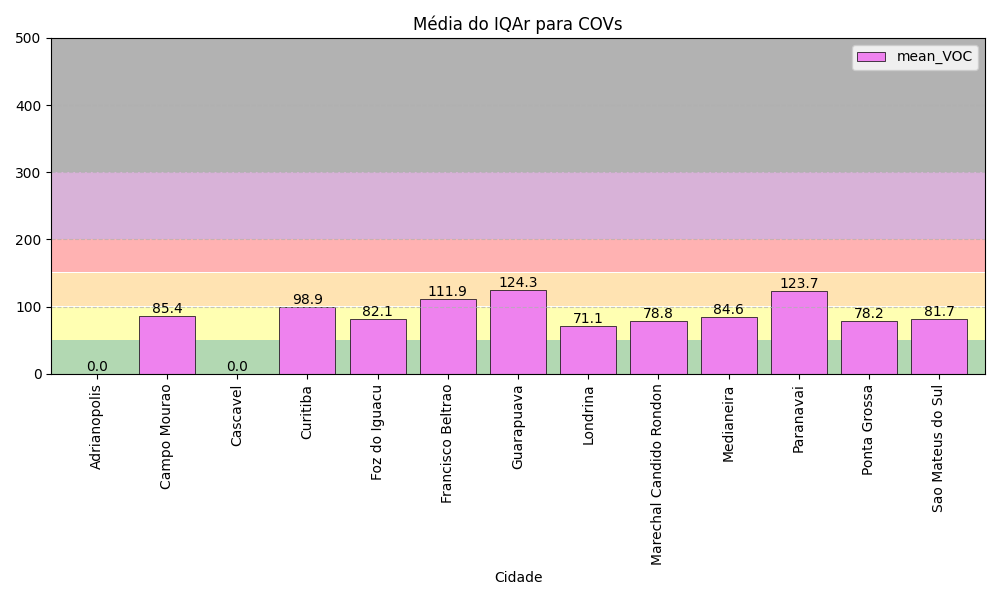 Média do IQAr para COVs
mean_VOC
500
400
300
200
100
0
0.0
85.4
0.0
98.9
82.1
111.9
124.3
71.1
78.8
84.6
123.7
78.2
81.7
Adrianopolis
Campo Mourao
Cascavel
Curitiba
Foz do Iguacu
Francisco Beltrao
Guarapuava
Londrina
Marechal Candido Rondon
Medianeira
Paranavai
Ponta Grossa
Sao Mateus do Sul
Cidade